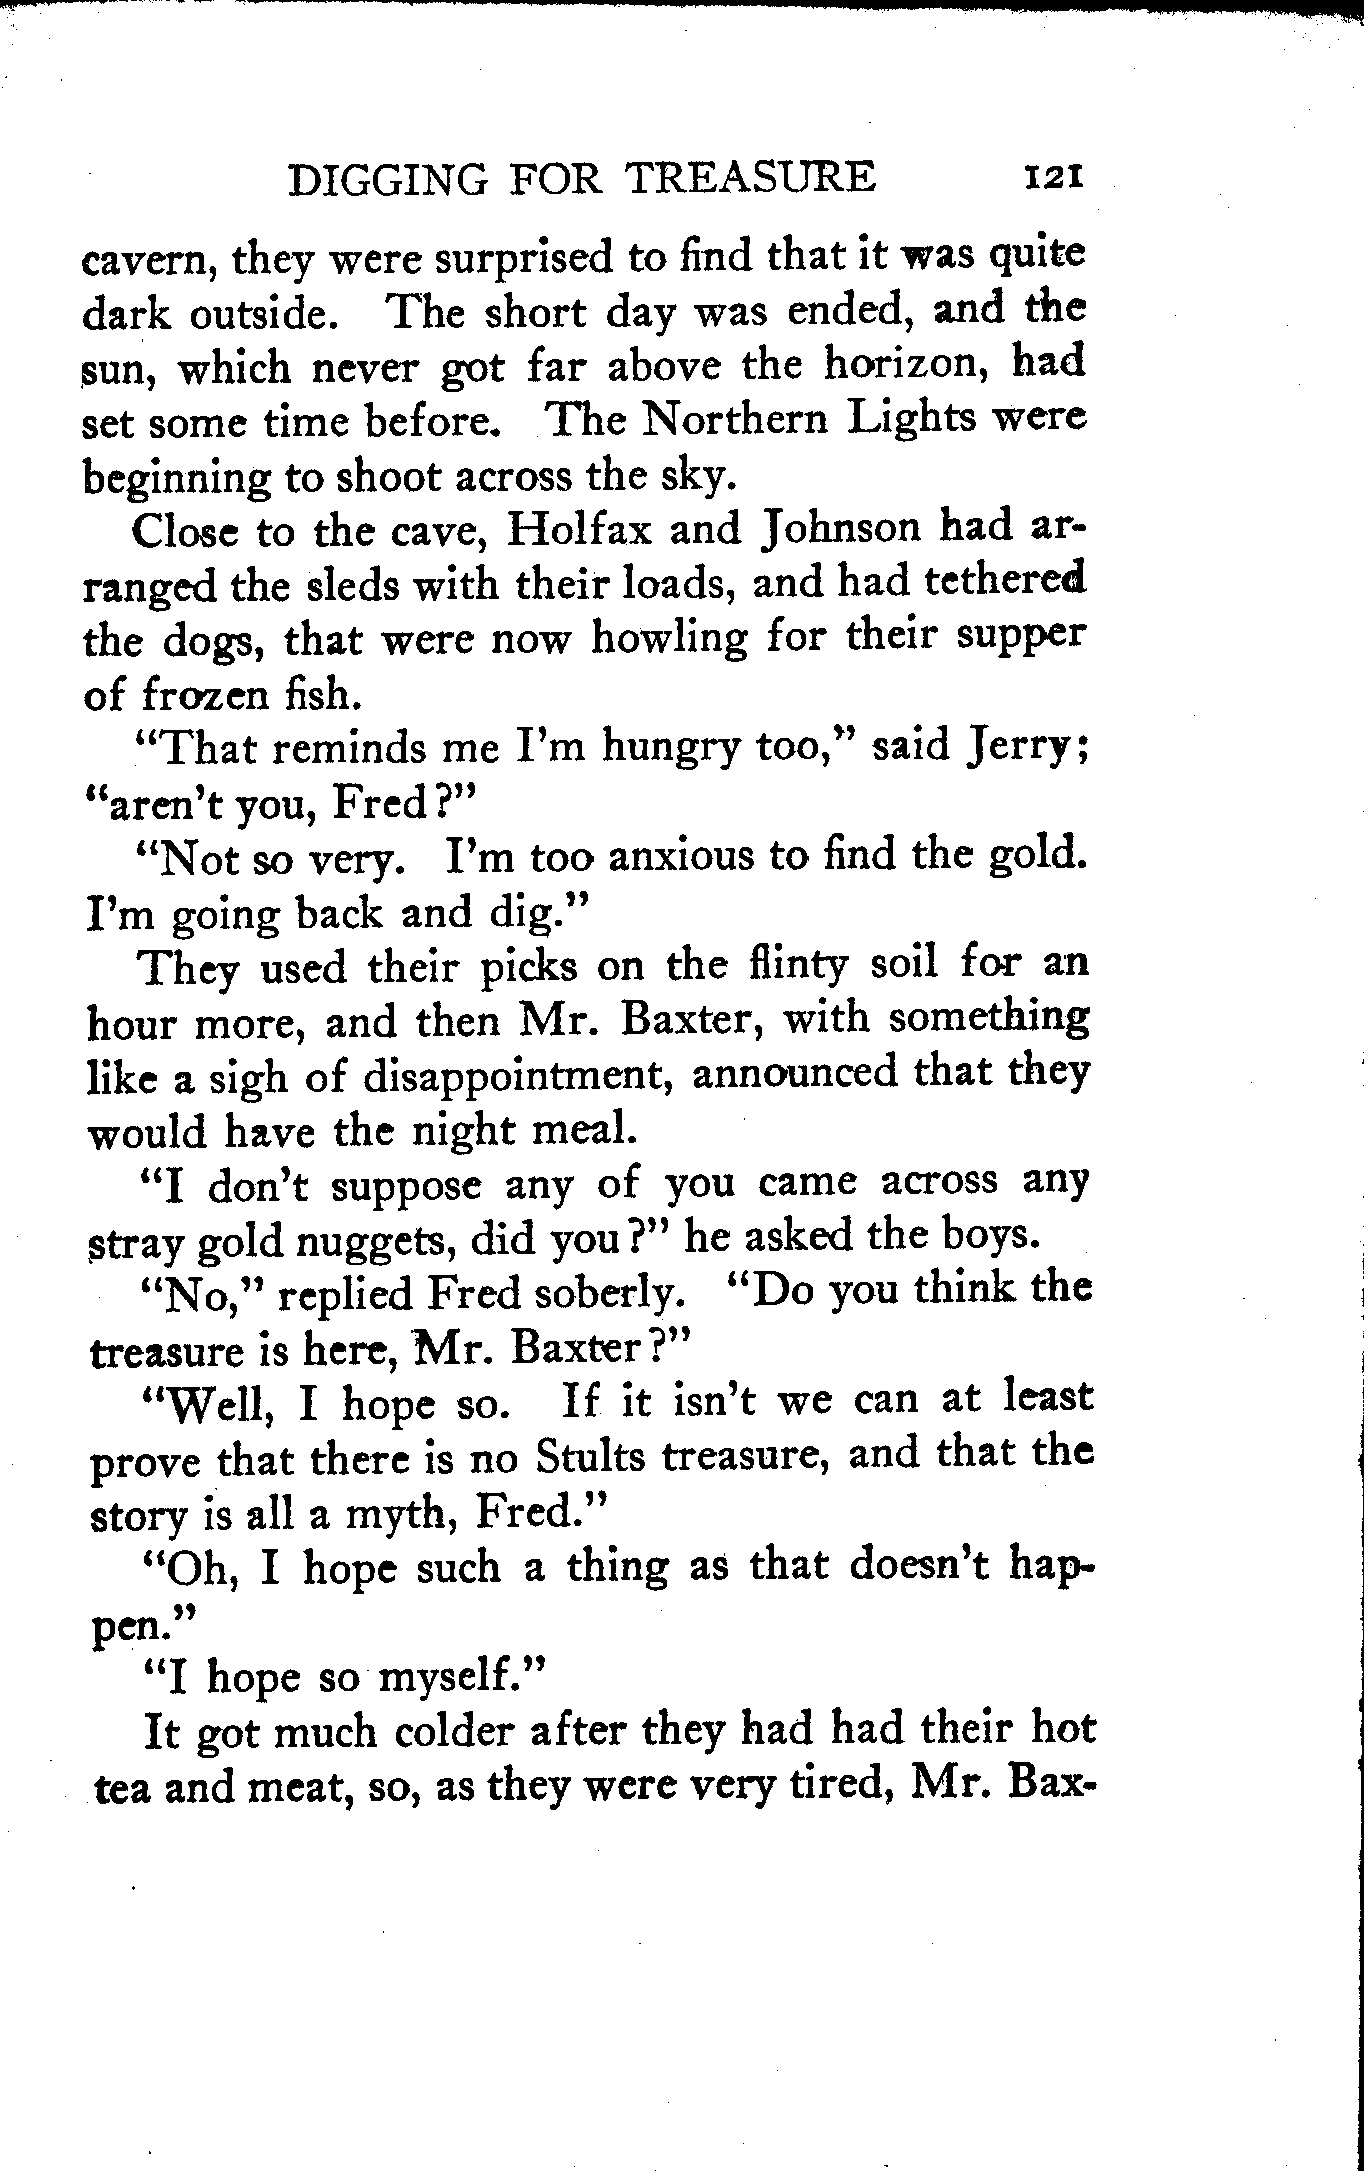 DIGGING FOR TREASURE 121
cavern, they were surprised to find that it was quite
dark outside. The short day was ended, and the
sun, which never got far above the horizon, had
set some time before. The Northern Lights were
beginning to shoot across the sky.
Close to the cave, Holfax and Johnson had ar-
ranged the sleds with their loads, and had tethered
the dogs, that were now howling for their supper
of frozen fish.
"That reminds me I'm hungry too," said Jerry;
"aren't you, Fred?"
"Not so very. I'm too anxious to find the gold.
I'm going back and dig."
They used their picks on the flinty soil for an
hour more, and then Mr. Baxter, with something
like a sigh of disappointment, announced that they
would have the night meal.
"I don't suppose any of you came across any
stray gold nuggets, did you?" he asked the boys.
"No," replied Fred soberly. "Do you think the
treasure is here, Mr. Baxter?"
"Well, I hope so. If it isn't we can at least
prove that there is no Stults treasure, and that the
story is all a myth, Fred."
"Oh, I hope such a thing as that doesn't hap-
pen."
"I hope so myself."
It got much colder after they had had their hot
tea and meat, so, as they were very tired, Mr. Bax-